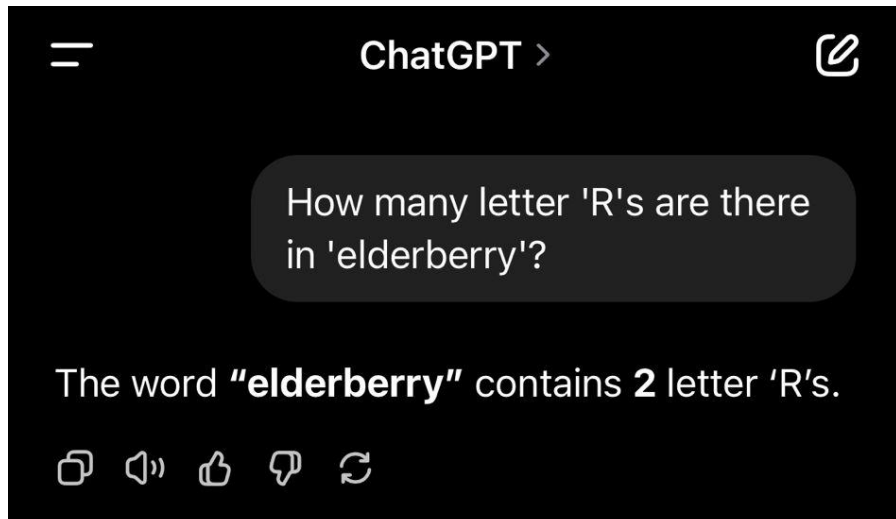 ChatGPT >
How many letter 'R's are there
in 'elderberry'?
The word “elderberry” contains 2 letter ‘R’s.